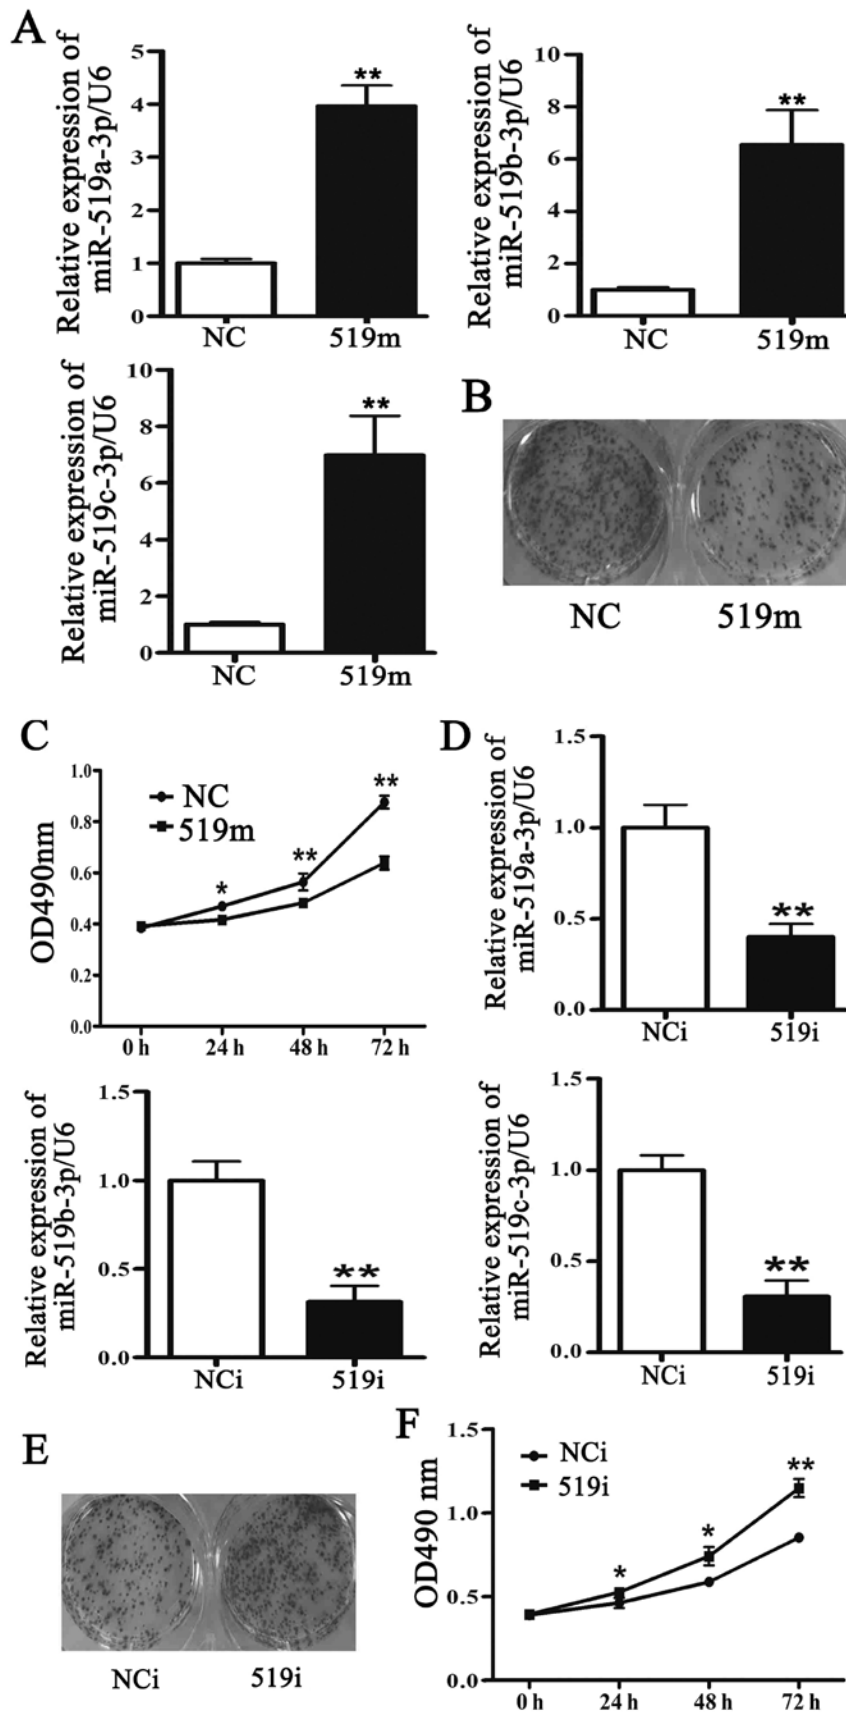 A
Relative expression of
miR-519a-3p/U6
5
4
3
2
1
0
**
NC
519m
Relative expression of
miR-519b-3p/U6
10
8
6
4
2
0
**
NC
519m
Relative expression of
miR-519c-3p/U6
10
8
6
4
2
0
**
NC
519m
B
NC
519m
C
OD490nm
1.0
0.8
0.6
0.4
0.2
0.0
NC
519m
*
**
**
0 h
24 h
48 h
72 h
D
Relative expression of
miR-519a-3p/U6
1.5
1.0
0.5
0.0
**
NCi
519i
Relative expression of
miR-519b-3p/U6
1.5
1.0
0.5
0.0
**
NCi
519i
Relative expression of
miR-519c-3p/U6
1.5
1.0
0.5
0.0
**
NCi
519i
E
NCi
519i
F
OD490 nm
1.5
1.0
0.5
0.0
NCi
519i
*
*
**
0 h
24 h
48 h
72 h